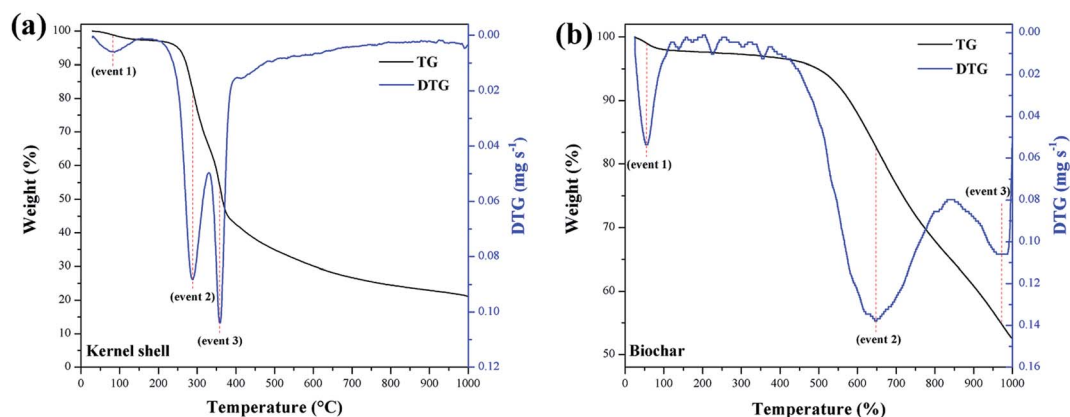 (a)
100
90
80
70
60
50
40
30
20
10
0
Weight (%)
0 100 200 300 400 500 600 700 800 900 1000
Temperature (°C)
0.00
0.02
0.04
0.06
0.08
0.10
0.12
DTG (mg s-1)
TG
DTG
(event 1)
(event 2)
(event 3)
Kernel shell
(b)
100
90
80
70
60
50
Weight (%)
0 100 200 300 400 500 600 700 800 900 1000
Temperature (%)
0.00
0.02
0.04
0.06
0.08
0.10
0.12
0.14
0.16
DTG (mg s-1)
TG
DTG
(event 1)
(event 3)
(event 2)
Biochar